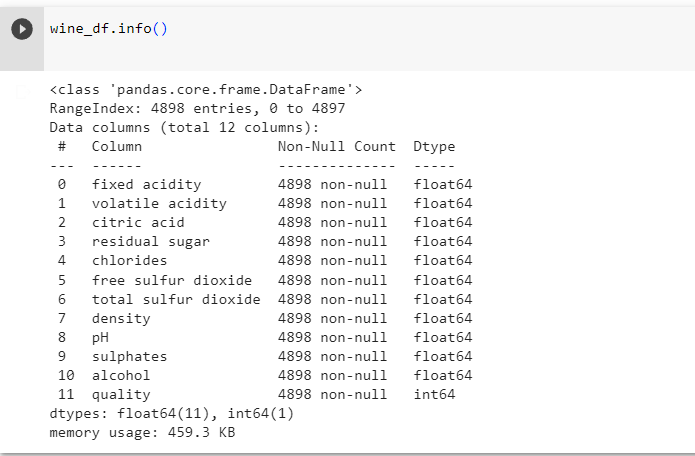 wine_df.info()
<class 'pandas.core.frame.DataFrame'>
RangeIndex: 4898 entries, 0 to 4897
Data columns (total 12 columns):
 #   Column                Non-Null Count  Dtype
---  ------                --------------  -----
 0   fixed acidity         4898 non-null   float64
 1   volatile acidity      4898 non-null   float64
 2   citric acid           4898 non-null   float64
 3   residual sugar        4898 non-null   float64
 4   chlorides             4898 non-null   float64
 5   free sulfur dioxide   4898 non-null   float64
 6   total sulfur dioxide  4898 non-null   float64
 7   density               4898 non-null   float64
 8   pH                    4898 non-null   float64
 9   sulphates             4898 non-null   float64
 10  alcohol               4898 non-null   float64
 11  quality               4898 non-null   int64
dtypes: float64(11), int64(1)
memory usage: 459.3 KB